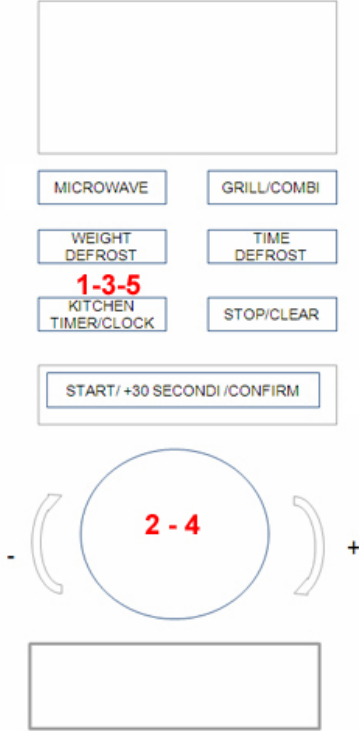 MICROWAVE
GRILL/COMBI
WEIGHT
DEFROST
TIME
DEFROST
1-3-5
KITCHEN
TIMER/CLOCK
STOP/CLEAR
START/ +30 SECONDI /CONFIRM
2 - 4
-
+